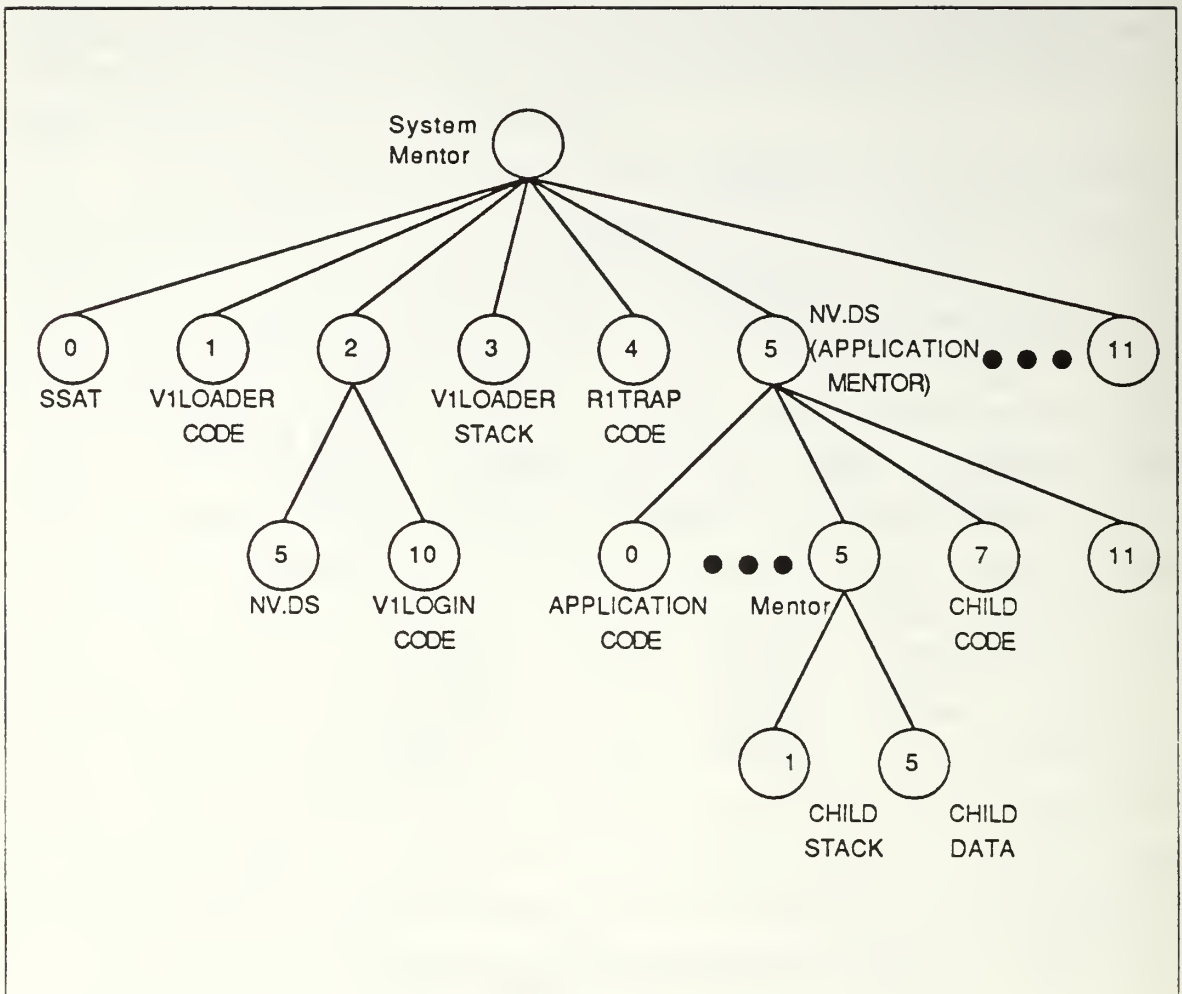 System
Mentor
0
1
2
3
4
5
NV.DS
(APPLICATION
MENTOR)
11
SSAT
V1LOADER
CODE
V1LOADER
STACK
R1TRAP
CODE
5
10
0
5
7
11
NV.DS
V1LOGIN
CODE
APPLICATION
CODE
Mentor
CHILD
CODE
1
5
CHILD
STACK
CHILD
DATA